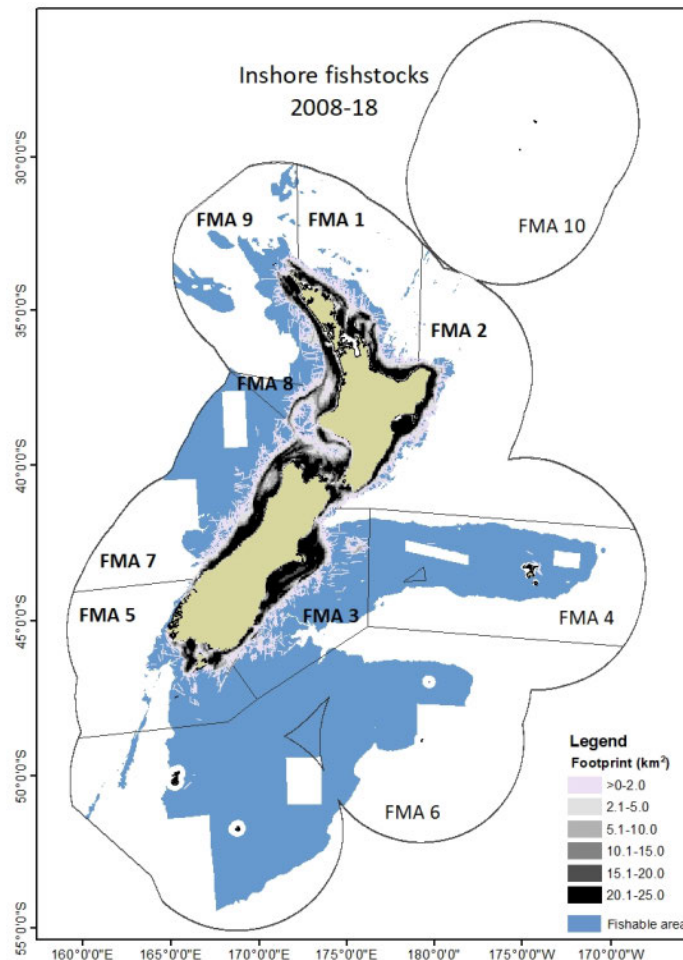 Inshore fishstocks
2008-18
30°0'0"S
35°0'0"S
40°0'0"S
45°0'0"S
50°0'0"S
55°0'0"S
FMA 9
FMA 1
FMA 10
FMA 2
FMA 8
FMA 7
FMA 5
FMA 3
FMA 4
FMA 6
Legend
Footprint (km²)
>0-2.0
2.1-5.0
5.1-10.0
10.1-15.0
15.1-20.0
20.1-25.0
Fishable area
160°0'0"E
165°0'0"E
170°0'0"E
175°0'0"E
180°0'0"
175°0'0"W
170°0'0"W